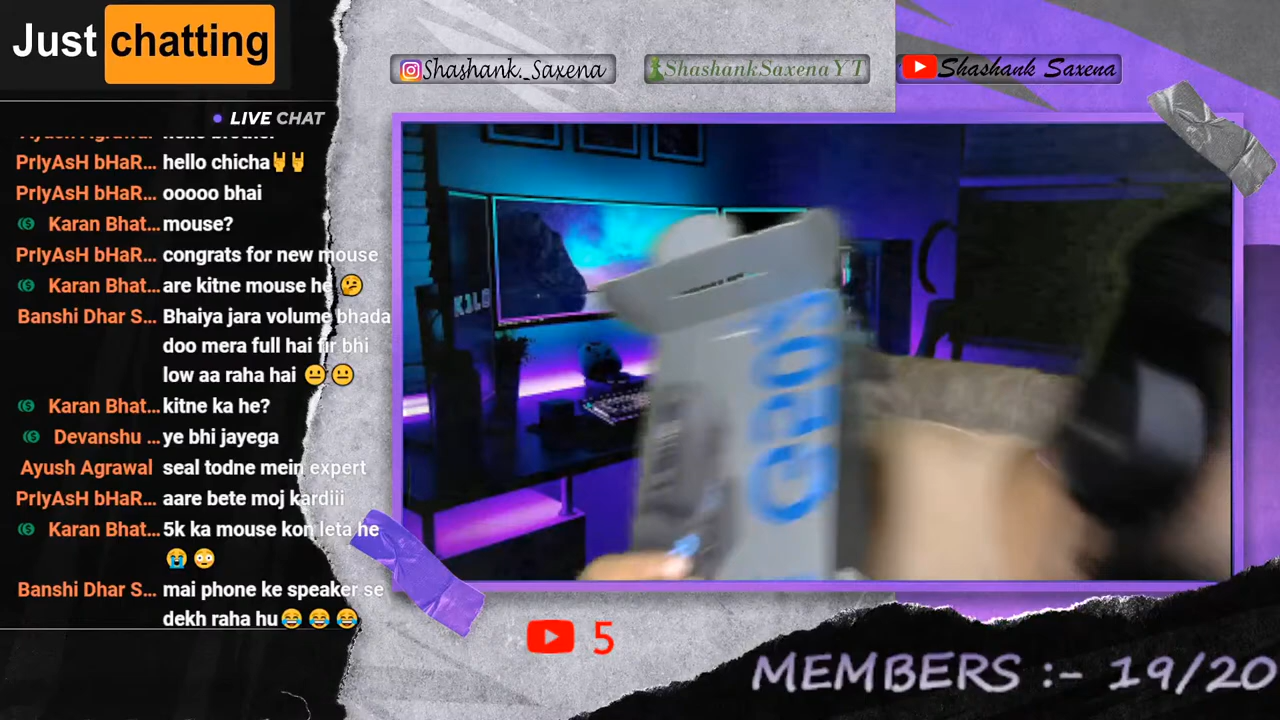 Just chatting
Shashank._Saxena
ShashankSaxenaYT
Shashank Saxena
LIVE CHAT
PrIyAsH bHaR... hello chicha🤘🤘
PrIyAsH bHaR... ooooo bhai
Karan Bhat... mouse?
PrIyAsH bHaR... congrats for new mouse
Karan Bhat... are kitne mouse he 🤔
Banshi Dhar S... Bhaiya jara volume bhada
doo mera full hai fir bhi
low aa raha hai 😐 😐
Karan Bhat... kitne ka he?
Devanshu ... ye bhi jayega
Ayush Agrawal seal todne mein expert
PrIyAsH bHaR... aare bete moj kardiii
Karan Bhat... 5k ka mouse kon leta he
😭 😳
Banshi Dhar S... mai phone ke speaker se
dekh raha hu 😂 😂 😂
5
MEMBERS :- 19/20